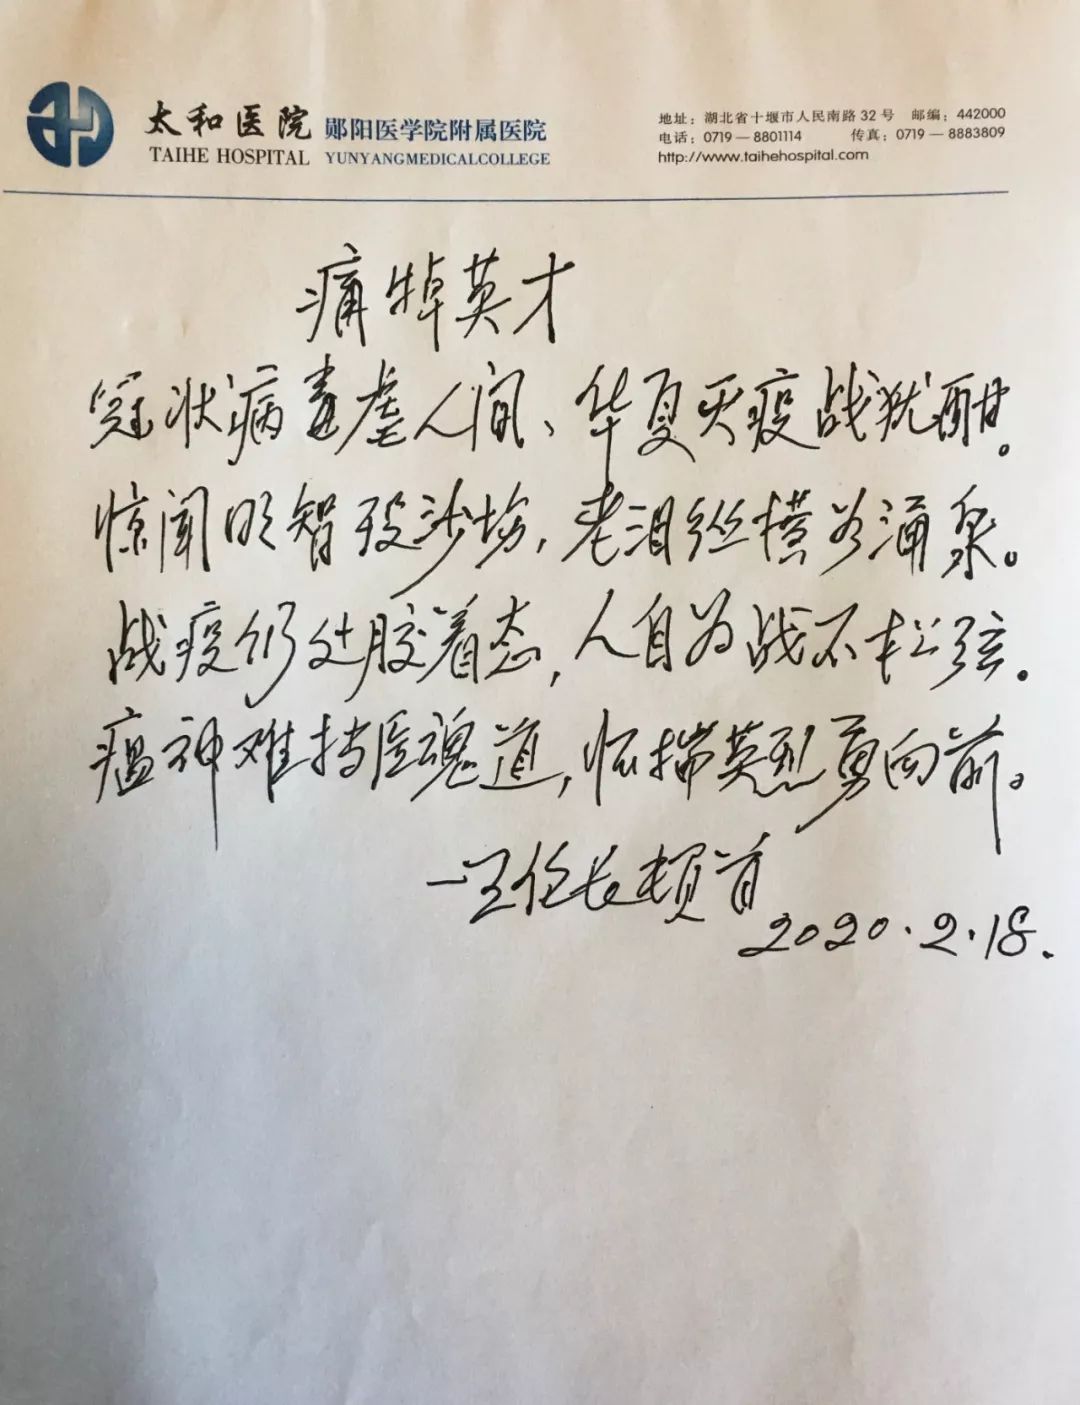 太和医院 郧阳医学院附属医院
TAIHE HOSPITAL YUNYANGMEDICALCOLLEGE
地址：湖北省十堰市人民南路32号 邮编：442000
电话：0719—8801114 传真：0719—8883809
http://www.taihehospital.com
痛悼英才
冠状病毒虐人间、华夏灭疫战犹酣。
惊闻明智殁沙场，老泪纵横如涌泉。
战疫仍处胶着态，人自为战不松弦。
瘟神难挡医魂道，怀揣英烈勇向前。
—王任长顿首
2020.2.18.